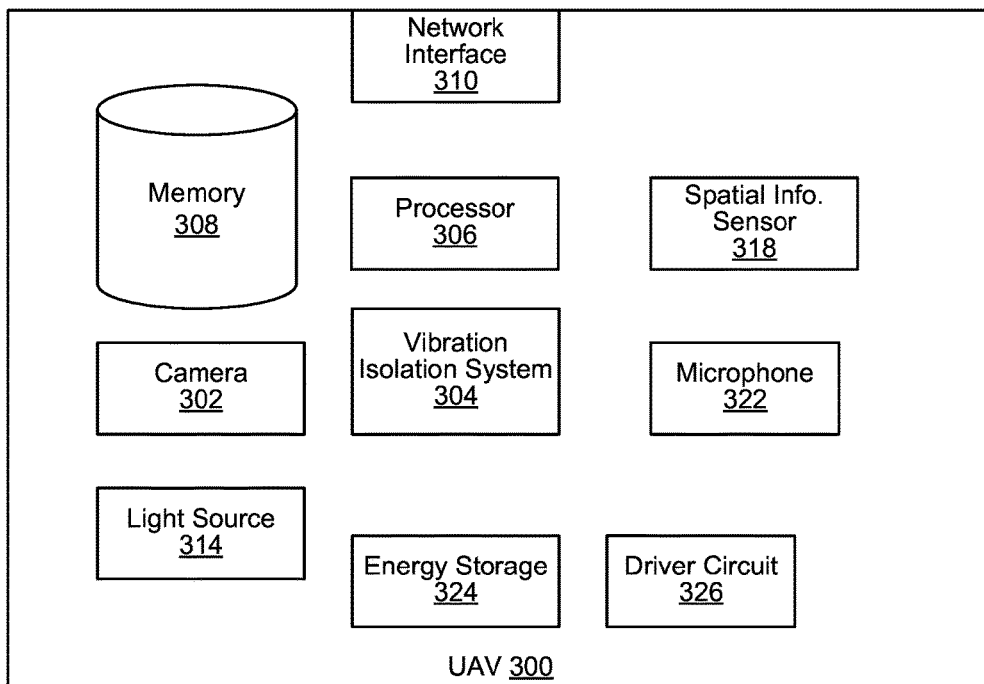 Network
Interface
310
Memory
308
Processor
306
Spatial Info.
Sensor
318
Camera
302
Vibration
Isolation System
304
Microphone
322
Light Source
314
Energy Storage
324
Driver Circuit
326
UAV 300